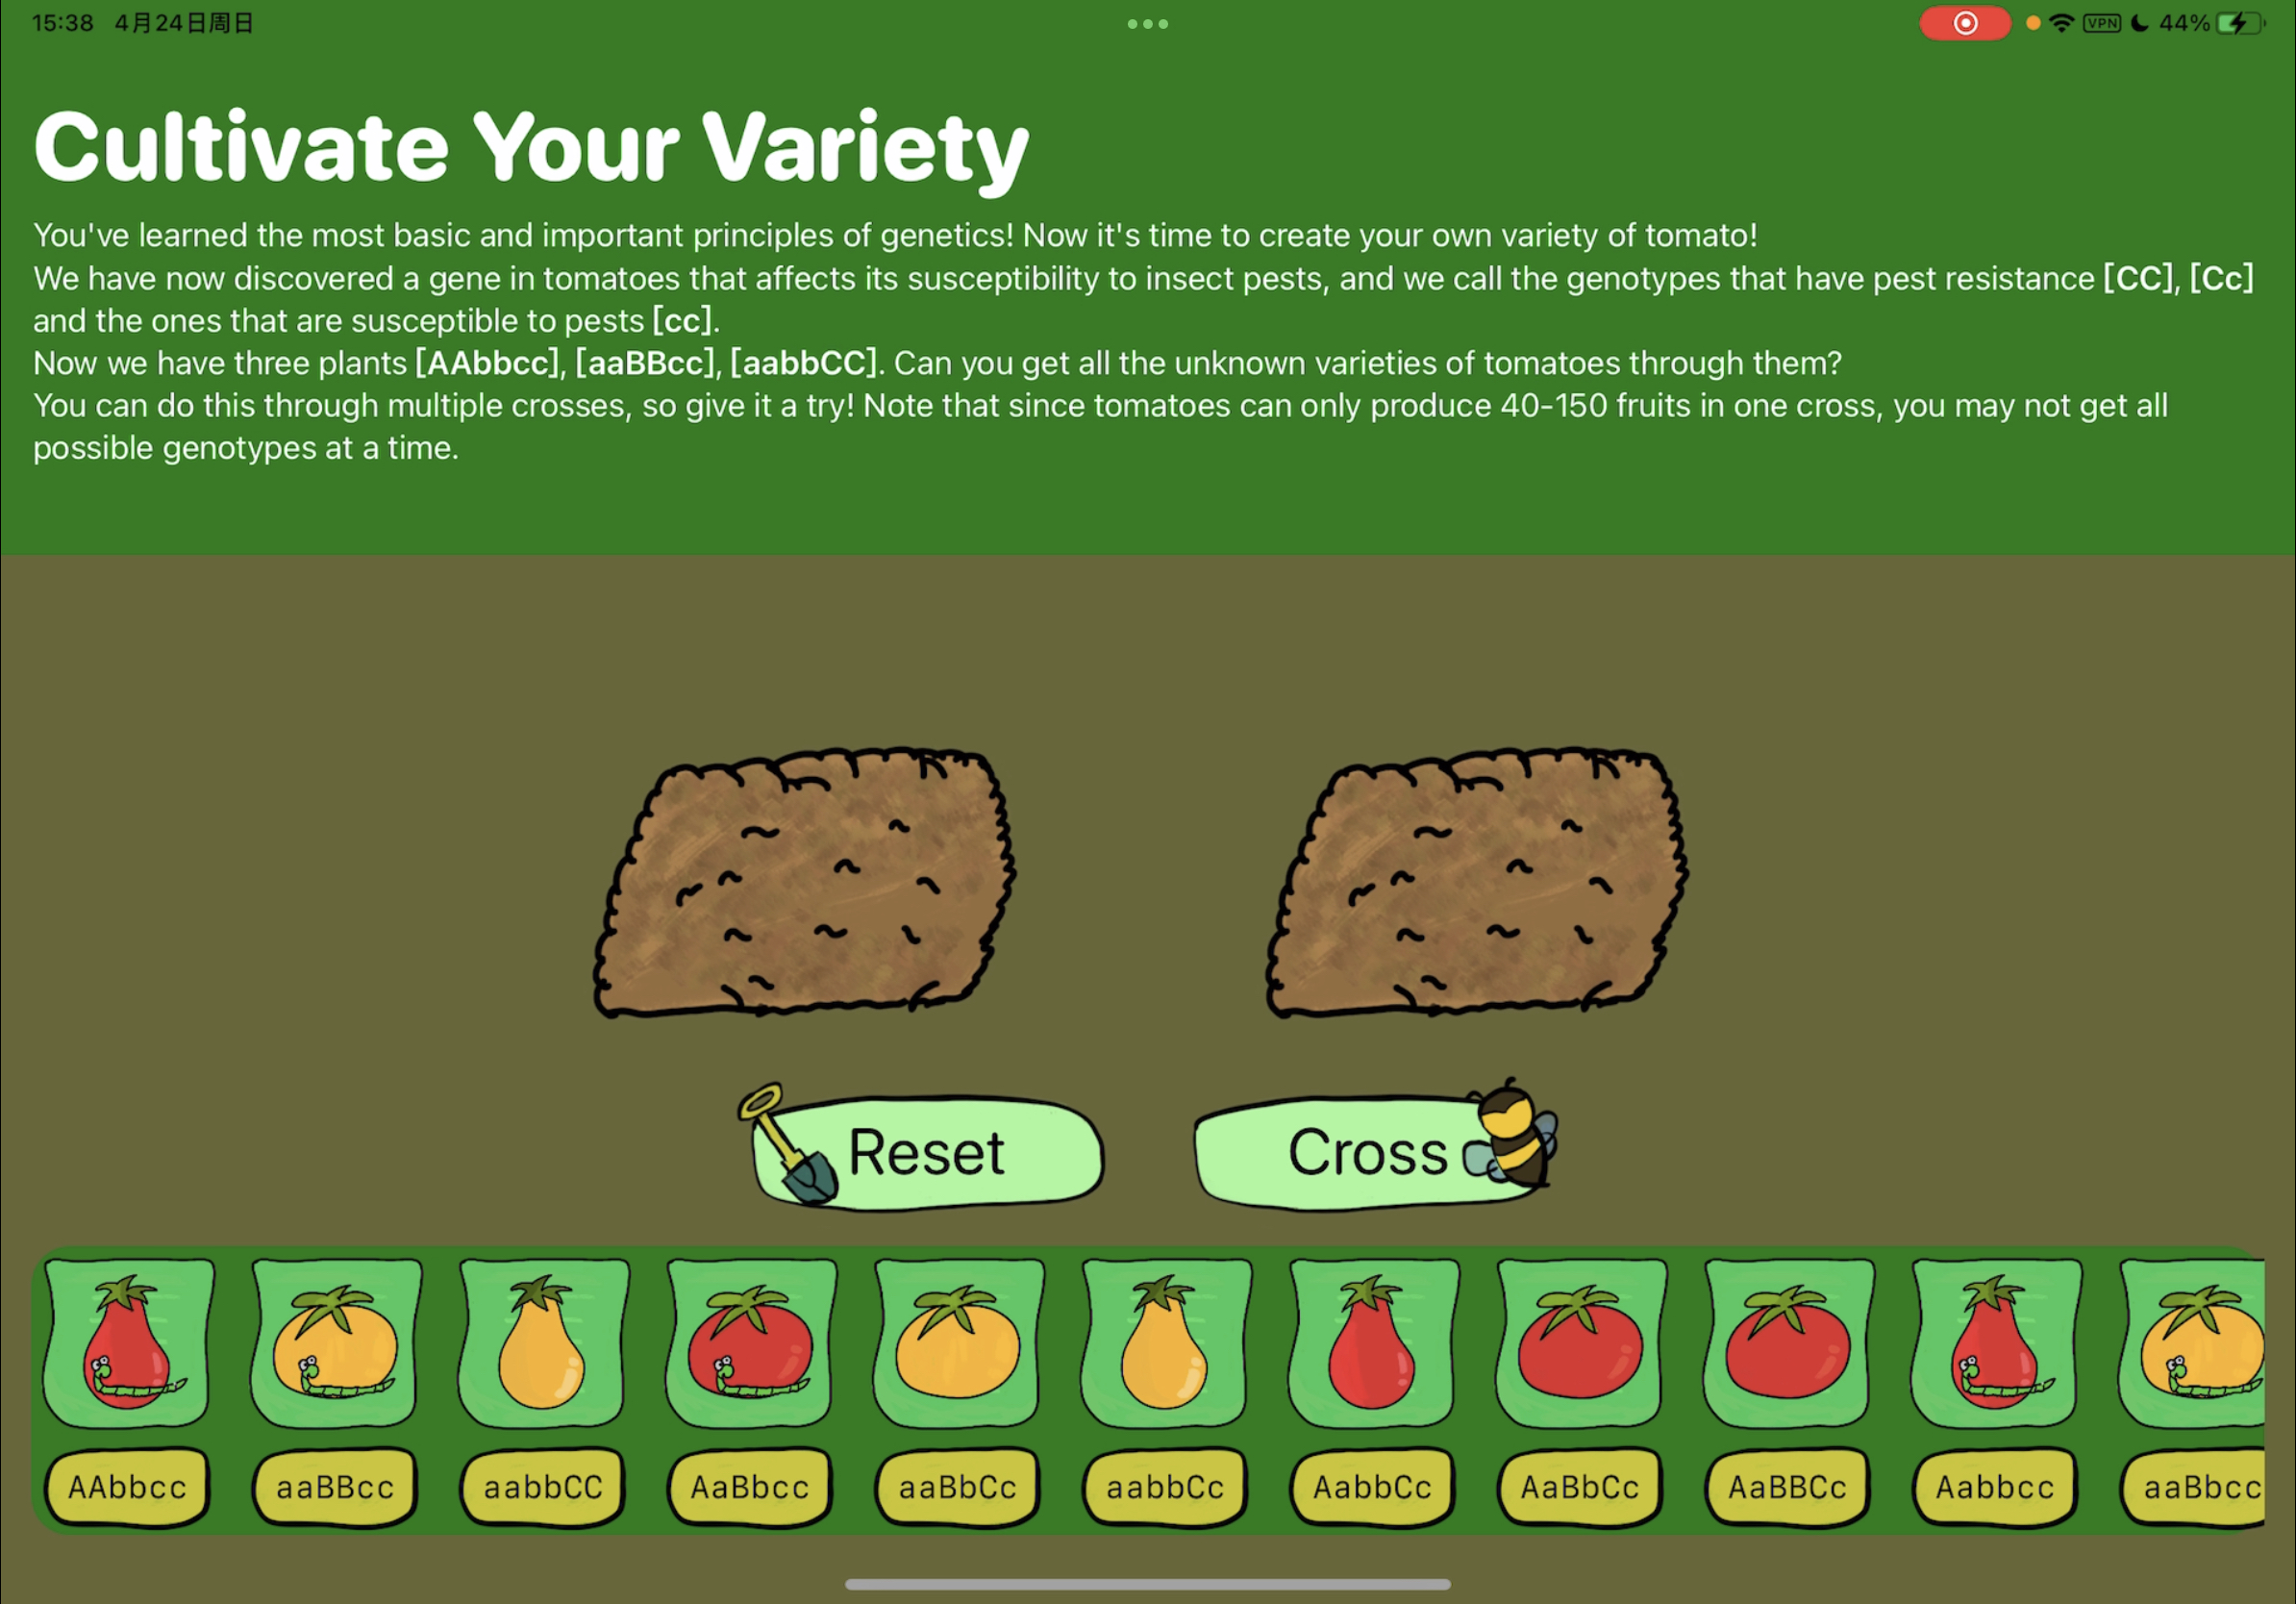 15:38 4月24日周日
VPN 44%
Cultivate Your Variety
You've learned the most basic and important principles of genetics! Now it's time to create your own variety of tomato!
We have now discovered a gene in tomatoes that affects its susceptibility to insect pests, and we call the genotypes that have pest resistance [CC], [Cc]
and the ones that are susceptible to pests [cc].
Now we have three plants [AAbbcc], [aaBBcc], [aabbCC]. Can you get all the unknown varieties of tomatoes through them?
You can do this through multiple crosses, so give it a try! Note that since tomatoes can only produce 40-150 fruits in one cross, you may not get all
possible genotypes at a time.
Reset
Cross
AAbbcc
aaBBcc
aabbCC
AaBbcc
aaBbCc
aabbCc
AabbCc
AaBbCc
AaBBCc
Aabbcc
aaBbcc